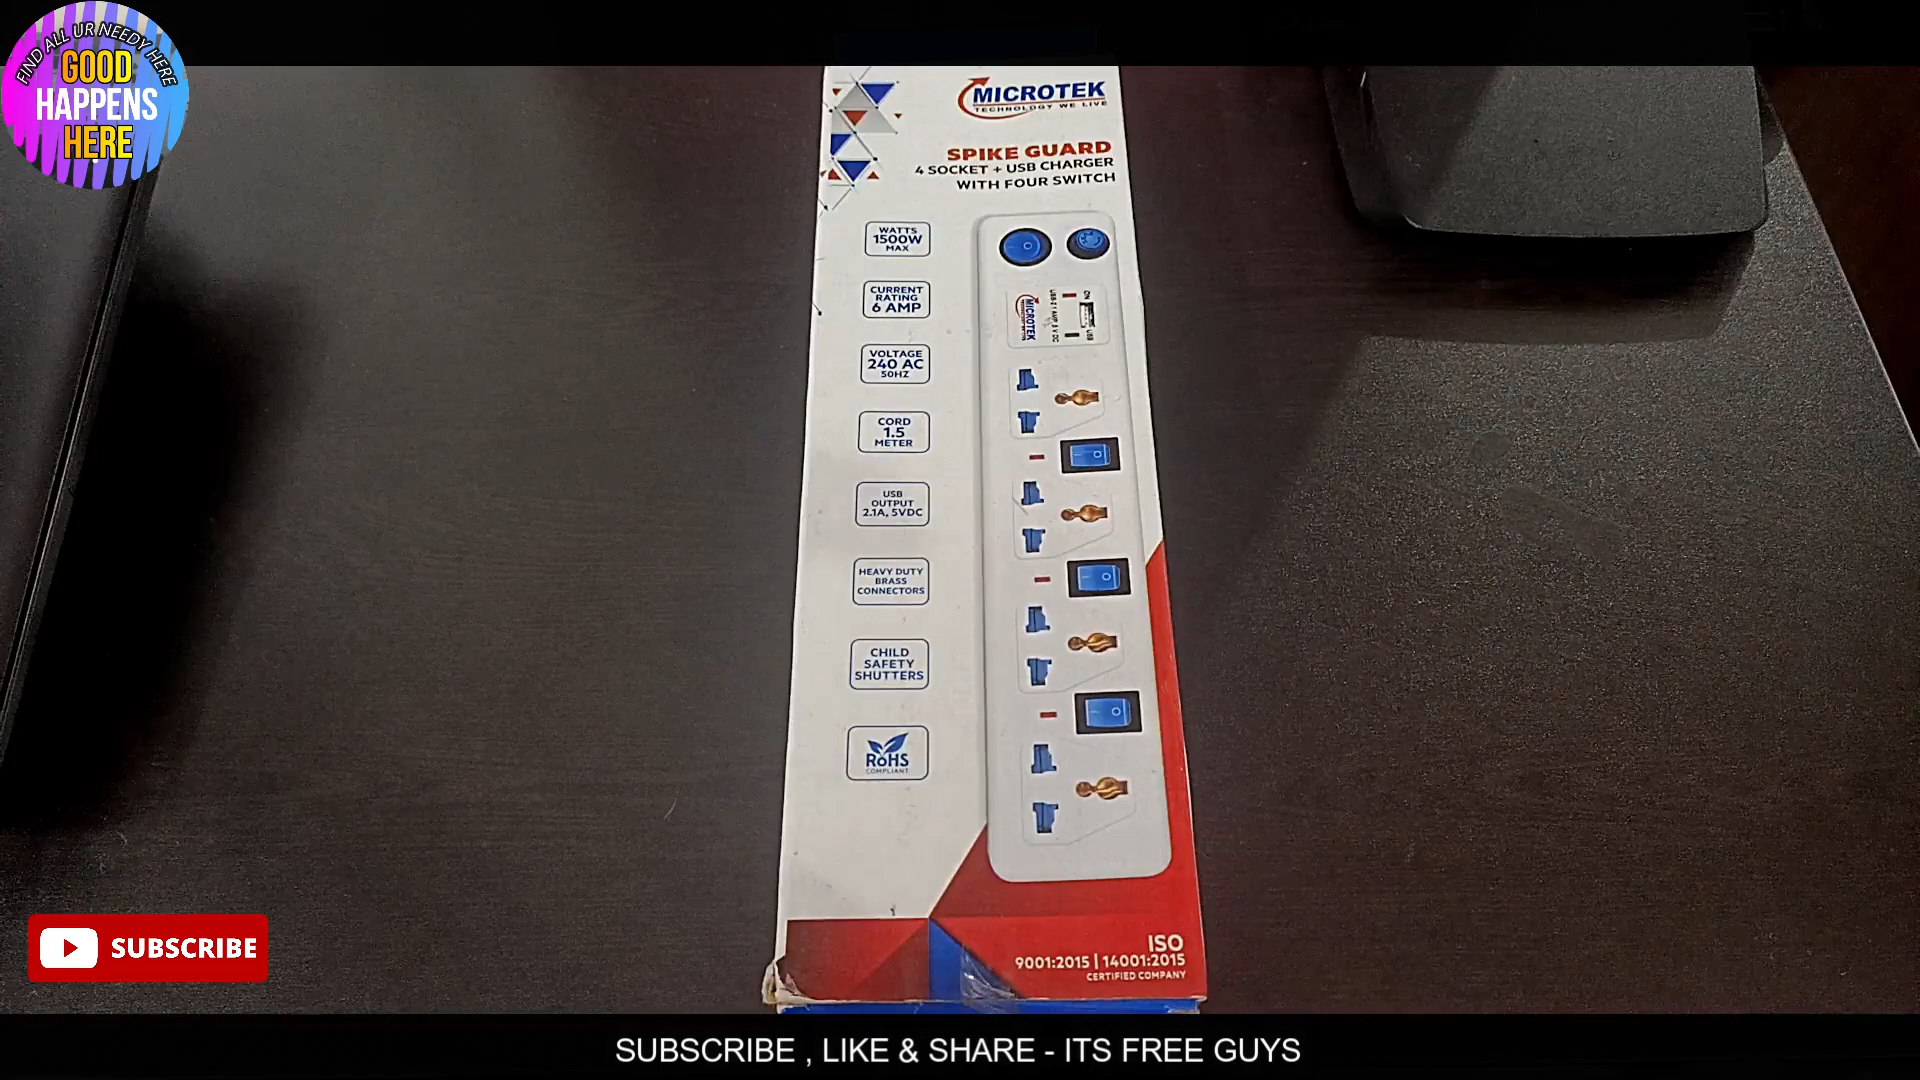 FIND ALL UR NEEDY HERE
GOOD
HAPPENS
HERE
MICROTEK
TECHNOLOGY WE LIVE
SPIKE GUARD
4 SOCKET + USB CHARGER
WITH FOUR SWITCH
WATTS
1500W
MAX
CURRENT
RATING
6 AMP
VOLTAGE
240 AC
50HZ
CORD
1.5
METER
USB
OUTPUT
2.1A, 5VDC
HEAVY DUTY
BRASS
CONNECTORS
CHILD
SAFETY
SHUTTERS
RoHS
COMPLIANT
MICROTEK
ON
USB
ISO
9001:2015 | 14001:2015
CERTIFIED COMPANY
SUBSCRIBE
SUBSCRIBE , LIKE & SHARE - ITS FREE GUYS